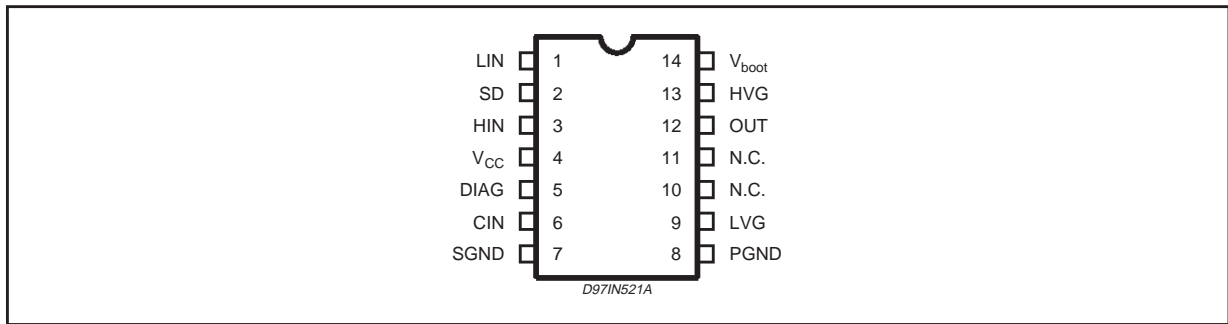 LIN 1 14 Vboot
SD 2 13 HVG
HIN 3 12 OUT
VCC 4 11 N.C.
DIAG 5 10 N.C.
CIN 6 9 LVG
SGND 7 8 PGND
D97IN521A